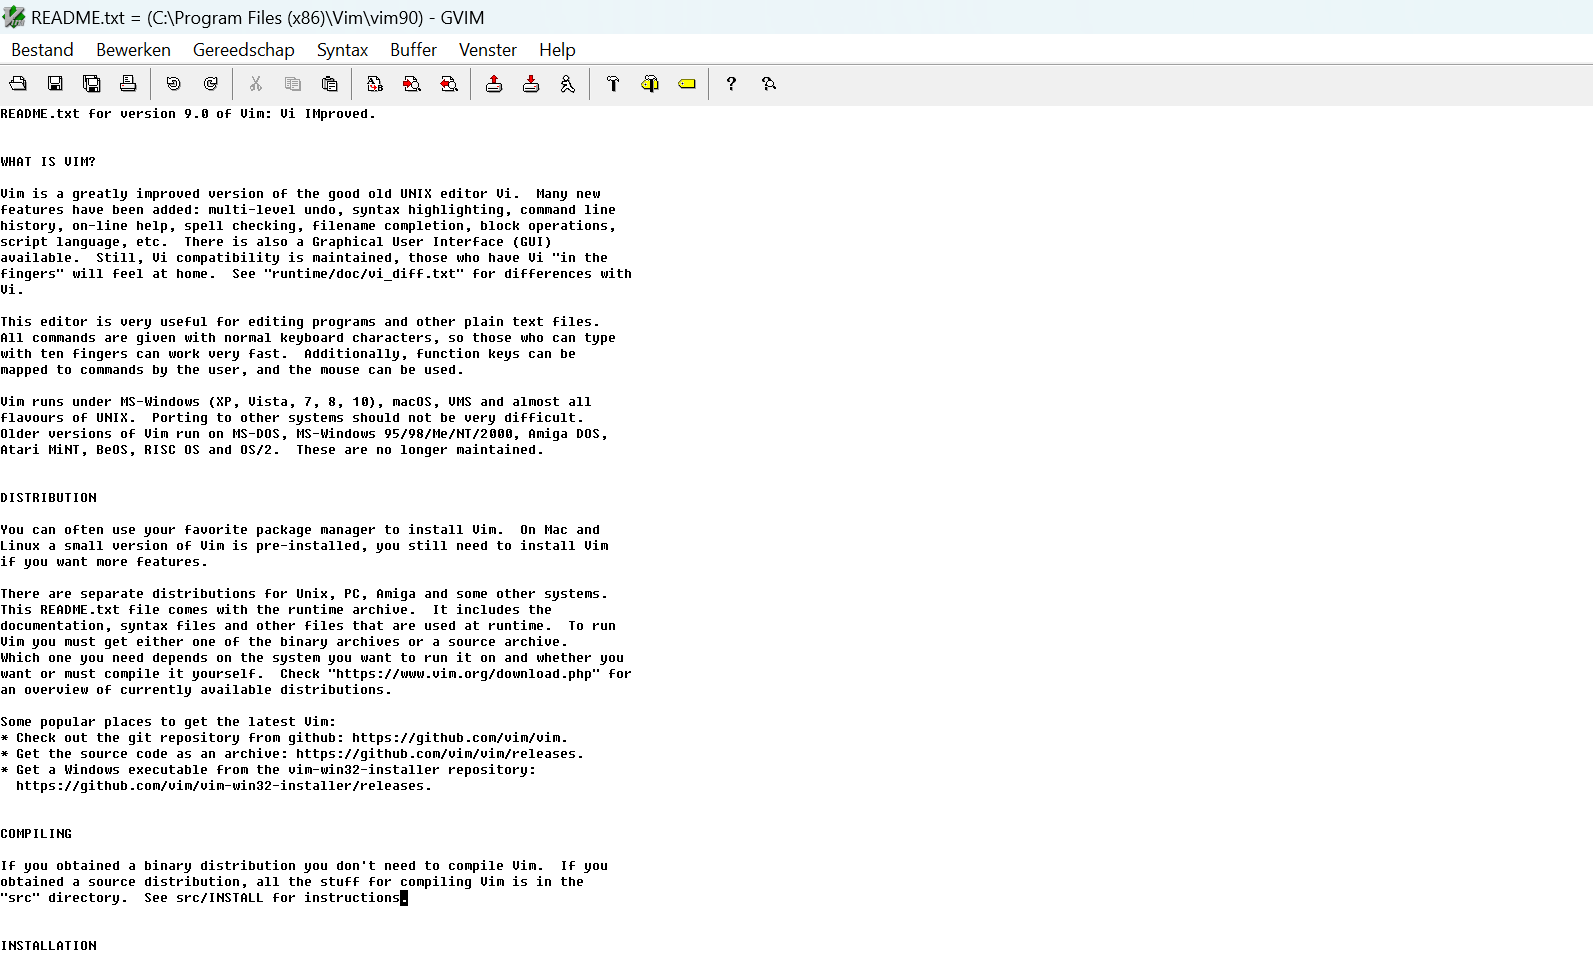 README.txt = (C:\Program Files (x86)\Vim\vim90) - GVIM
Bestand Bewerken Gereedschap Syntax Buffer Venster Help
README.txt for version 9.0 of Vim: Vi IMproved.
WHAT IS VIM?
Vim is a greatly improved version of the good old UNIX editor Vi.  Many new
features have been added: multi-level undo, syntax highlighting, command line
history, on-line help, spell checking, filename completion, block operations,
script language, etc.  There is also a Graphical User Interface (GUI)
available.  Still, Vi compatibility is maintained, those who have Vi "in the
fingers" will feel at home.  See "runtime/doc/vi_diff.txt" for differences with
Vi.
This editor is very useful for editing programs and other plain text files.
All commands are given with normal keyboard characters, so those who can type
with ten fingers can work very fast.  Additionally, function keys can be
mapped to commands by the user, and the mouse can be used.
Vim runs under MS-Windows (XP, Vista, 7, 8, 10), macOS, VMS and almost all
flavours of UNIX.  Porting to other systems should not be very difficult.
Older versions of Vim run on MS-DOS, MS-Windows 95/98/Me/NT/2000, Amiga DOS,
Atari MiNT, BeOS, RISC OS and OS/2.  These are no longer maintained.
DISTRIBUTION
You can often use your favorite package manager to install Vim.  On Mac and
Linux a small version of Vim is pre-installed, you still need to install Vim
if you want more features.
There are separate distributions for Unix, PC, Amiga and some other systems.
This README.txt file comes with the runtime archive.  It includes the
documentation, syntax files and other files that are used at runtime.  To run
Vim you must get either one of the binary archives or a source archive.
Which one you need depends on the system you want to run it on and whether you
want or must compile it yourself.  Check "https://www.vim.org/download.php" for
an overview of currently available distributions.
Some popular places to get the latest Vim:
* Check out the git repository from github: https://github.com/vim/vim.
* Get the source code as an archive: https://github.com/vim/vim/releases.
* Get a Windows executable from the vim-win32-installer repository:
https://github.com/vim/vim-win32-installer/releases.
COMPILING
If you obtained a binary distribution you don't need to compile Vim.  If you
obtained a source distribution, all the stuff for compiling Vim is in the
"src" directory.  See src/INSTALL for instructions.
INSTALLATION